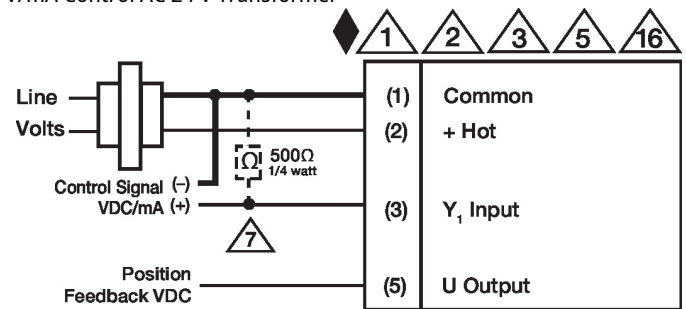 V/mA Control AC 24 V Transformer
1 2 3 5 16
Line
Volts
(1) Common
(2) + Hot
Ω 500Ω
1/4 watt
Control Signal (-)
VDC/mA (+)
(3) Y₁ Input
7
Position
Feedback VDC
(5) U Output